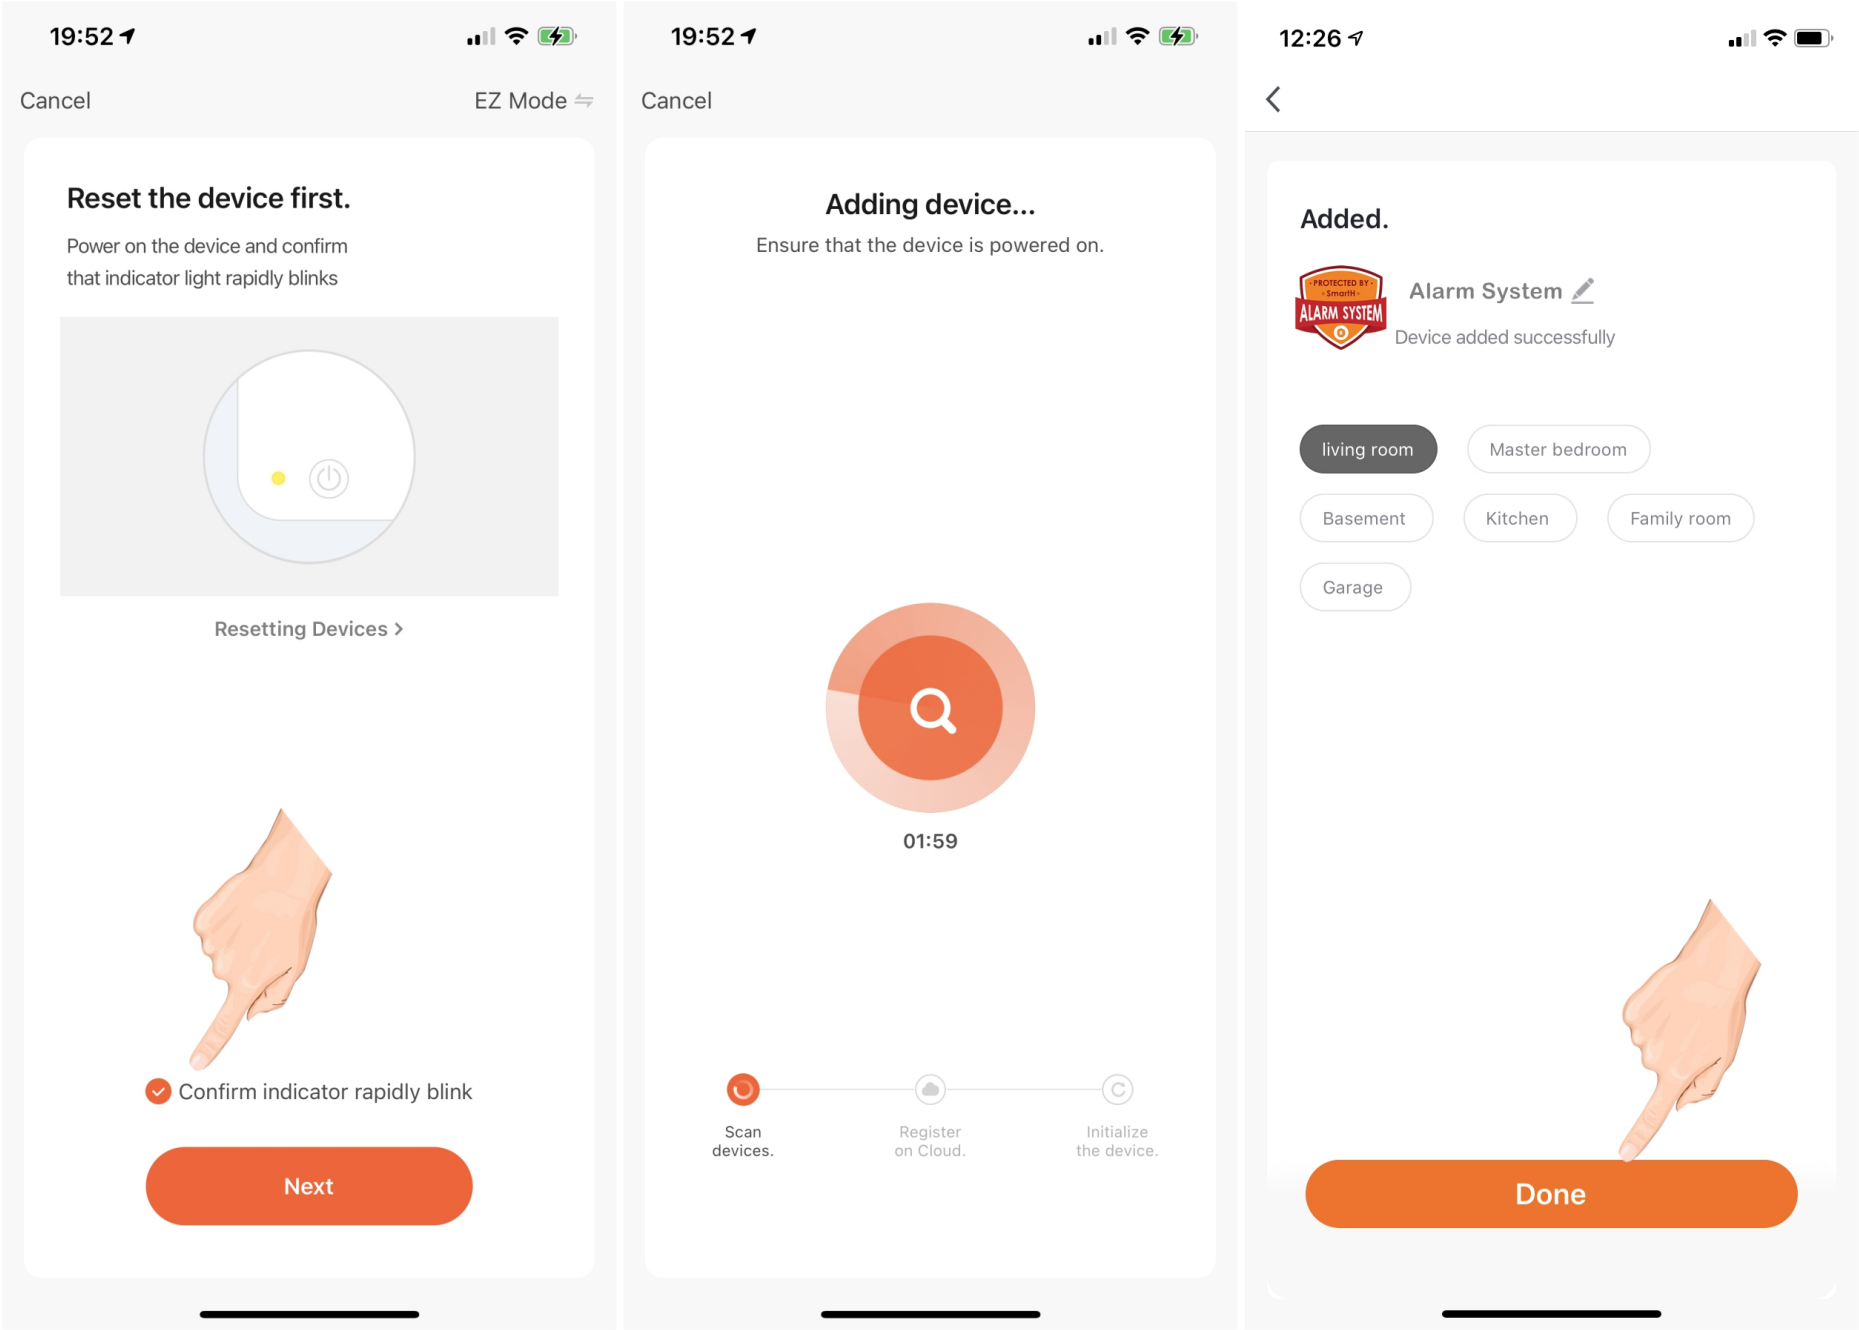 19:52
Cancel
EZ Mode
Reset the device first.
Power on the device and confirm
that indicator light rapidly blinks
Resetting Devices >
Confirm indicator rapidly blink
Next
19:52
Cancel
Adding device...
Ensure that the device is powered on.
01:59
Scan
devices.
Register
on Cloud.
Initialize
the device.
12:26
Added.
• PROTECTED BY •
• SmartH •
ALARM SYSTEM
Alarm System
Device added successfully
living room
Master bedroom
Basement
Kitchen
Family room
Garage
Done